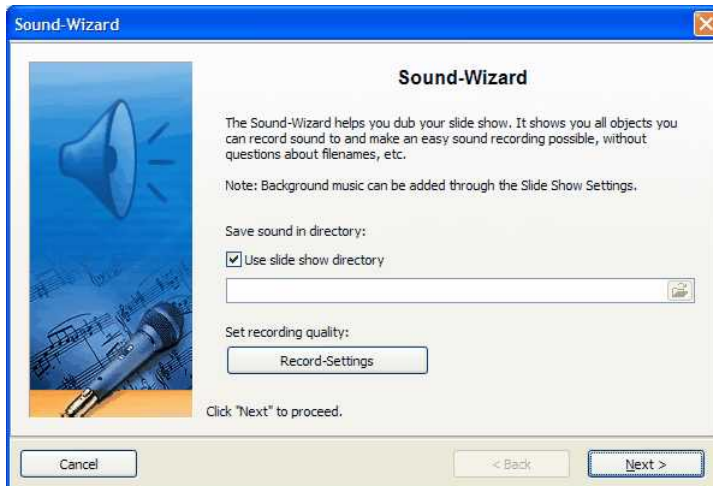 Sound-Wizard
Sound-Wizard
The Sound-Wizard helps you dub your slide show. It shows you all objects you
can record sound to and make an easy sound recording possible, without
questions about filenames, etc.
Note: Background music can be added through the Slide Show Settings.
Save sound in directory:
Use slide show directory
Set recording quality:
Record-Settings
Click "Next" to proceed.
Cancel
< Back
Next >